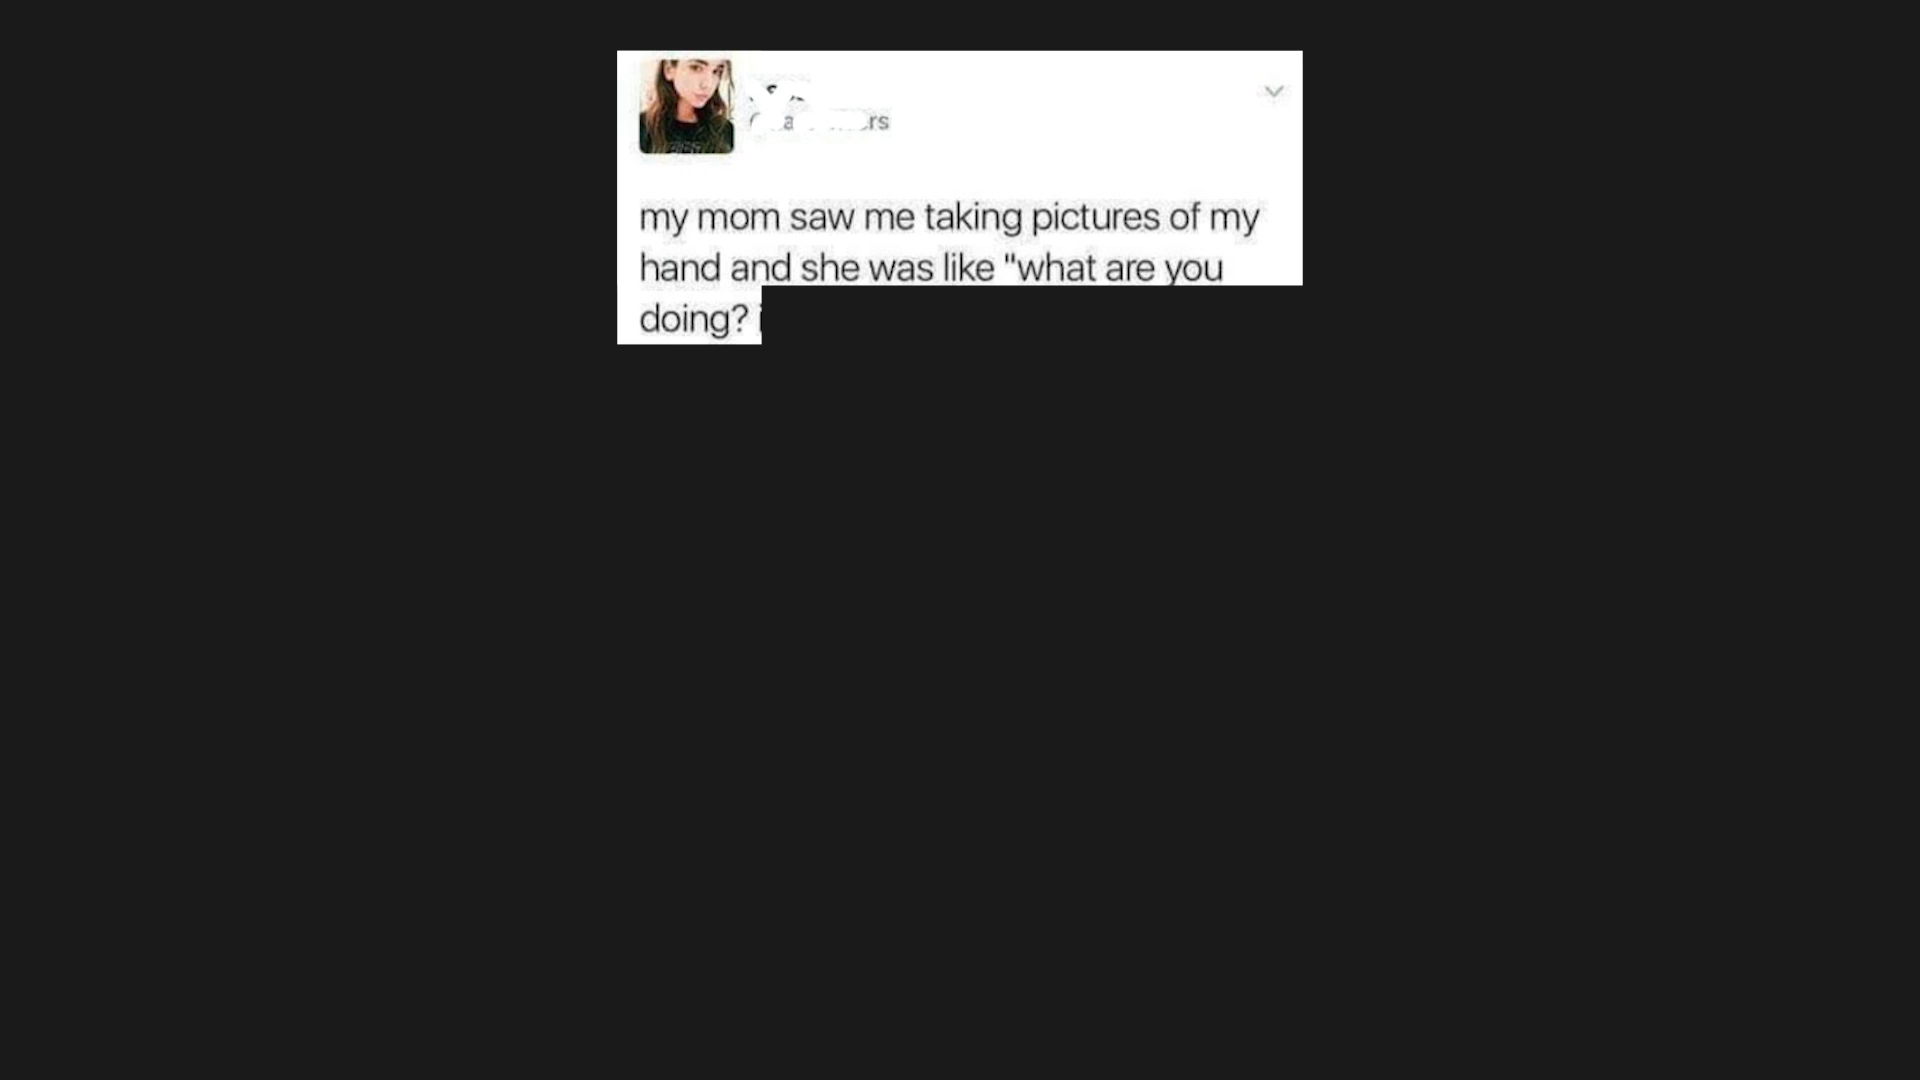 my mom saw me taking pictures of my
hand and she was like "what are you
doing?